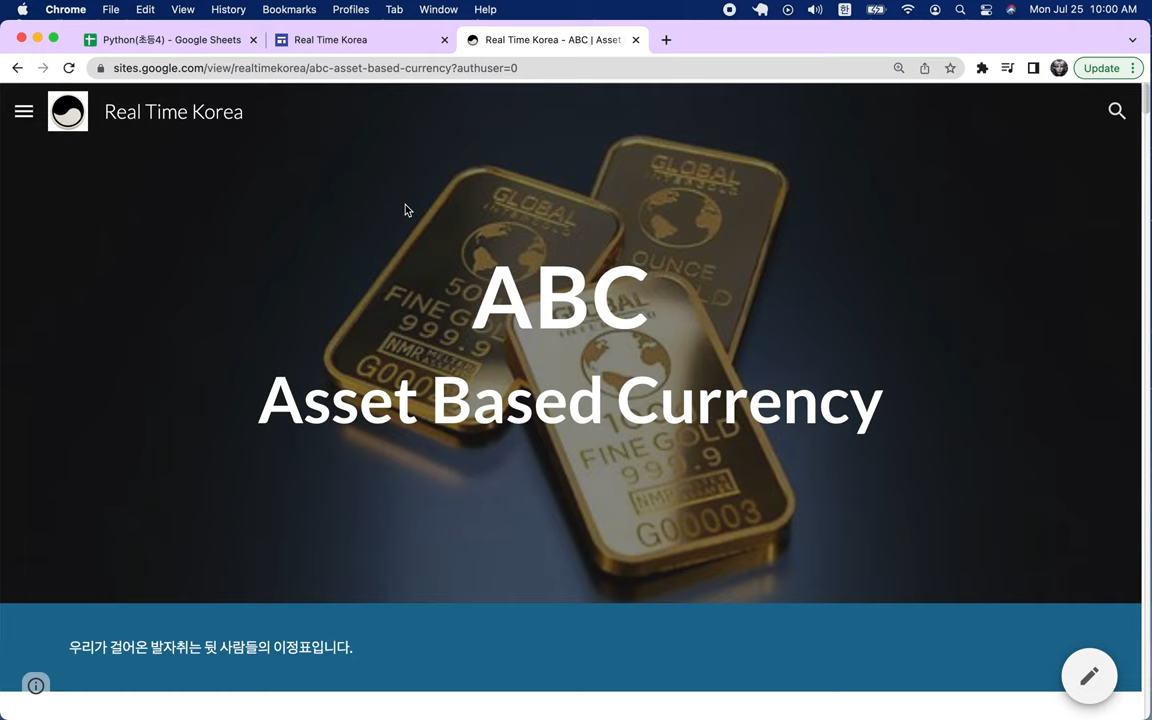 Chrome File Edit View History Bookmarks Profiles Tab Window Help 한 Mon Jul 25 10:00 AM
Python(초등4) - Google Sheets Real Time Korea Real Time Korea - ABC | Asset
sites.google.com/view/realtimekorea/abc-asset-based-currency?authuser=0 Update
Real Time Korea
GLOBAL
GLOBAL
OUNCE
FINE GOLD
999.9
NMR
ABC
GLOBAL
Asset Based Currency
FINE GOLD
999.9
NMR
G00003
우리가 걸어온 발자취는 뒷 사람들의 이정표입니다.